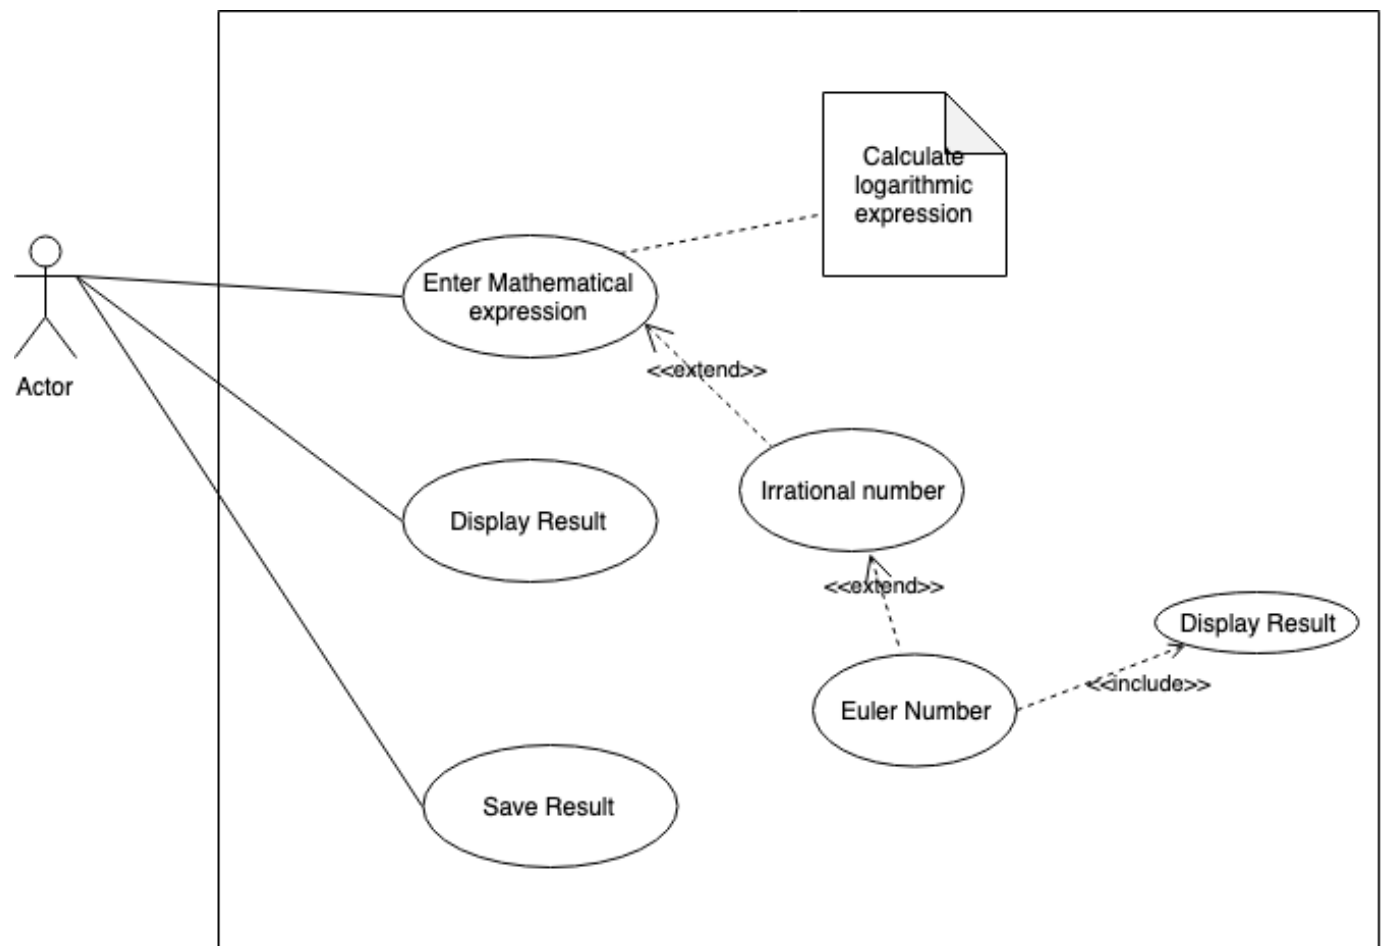 Calculate
logarithmic
expression
Enter Mathematical
expression
<<extend>>
Actor
Irrational number
Display Result
<<extend>>
Display Result
<<include>>
Euler Number
Save Result